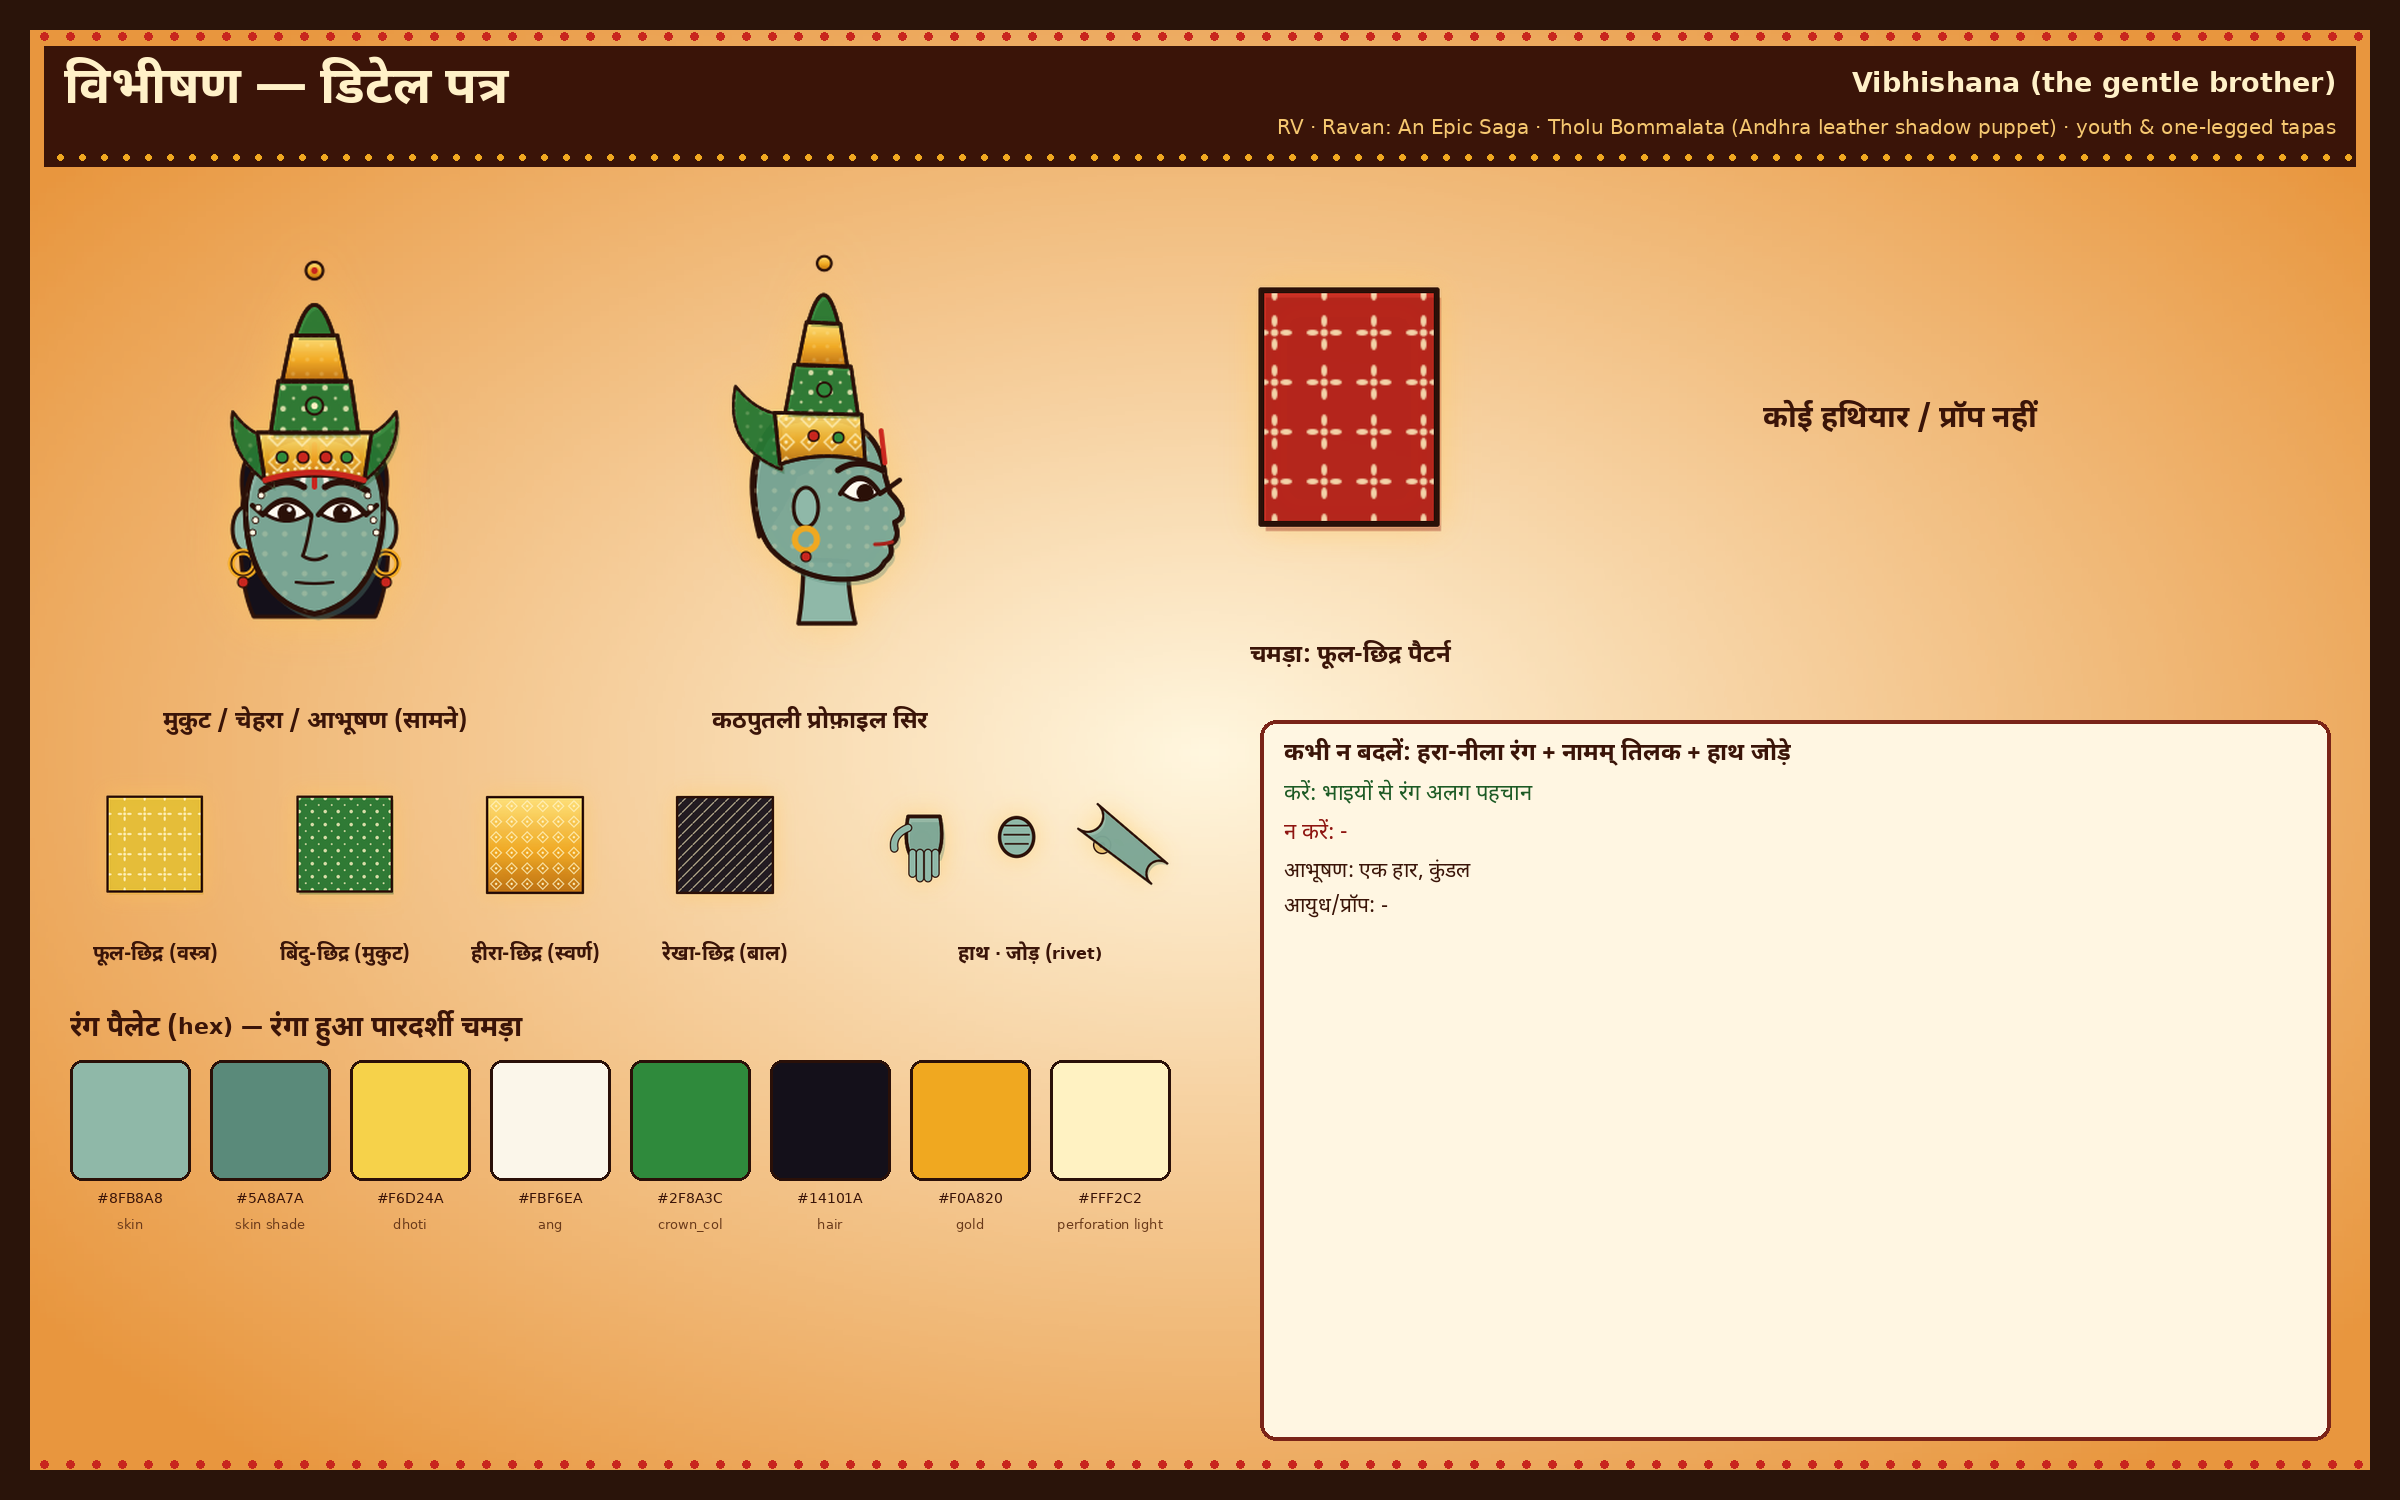 विभीषण — डिटेल पत्र
Vibhishana (the gentle brother)
RV · Ravan: An Epic Saga · Tholu Bommalata (Andhra leather shadow puppet) · youth & one-legged tapas
कोई हथियार / प्रॉप नहीं
चमड़ा: फूल-छिद्र पैटर्न
मुकुट / चेहरा / आभूषण (सामने)
कठपुतली प्रोफ़ाइल सिर
कभी न बदलें: हरा-नीला रंग + नामम् तिलक + हाथ जोड़े
करें: भाइयों से रंग अलग पहचान
न करें: -
आभूषण: एक हार, कुंडल
आयुध/प्रॉप: -
फूल-छिद्र (वस्त्र)
बिंदु-छिद्र (मुकुट)
हीरा-छिद्र (स्वर्ण)
रेखा-छिद्र (बाल)
हाथ · जोड़ (rivet)
रंग पैलेट (hex) — रंगा हुआ पारदर्शी चमड़ा
#8FB8A8 #5A8A7A #F6D24A #FBF6EA #2F8A3C #14101A #F0A820 #FFF2C2
skin skin shade dhoti ang crown_col hair gold perforation light